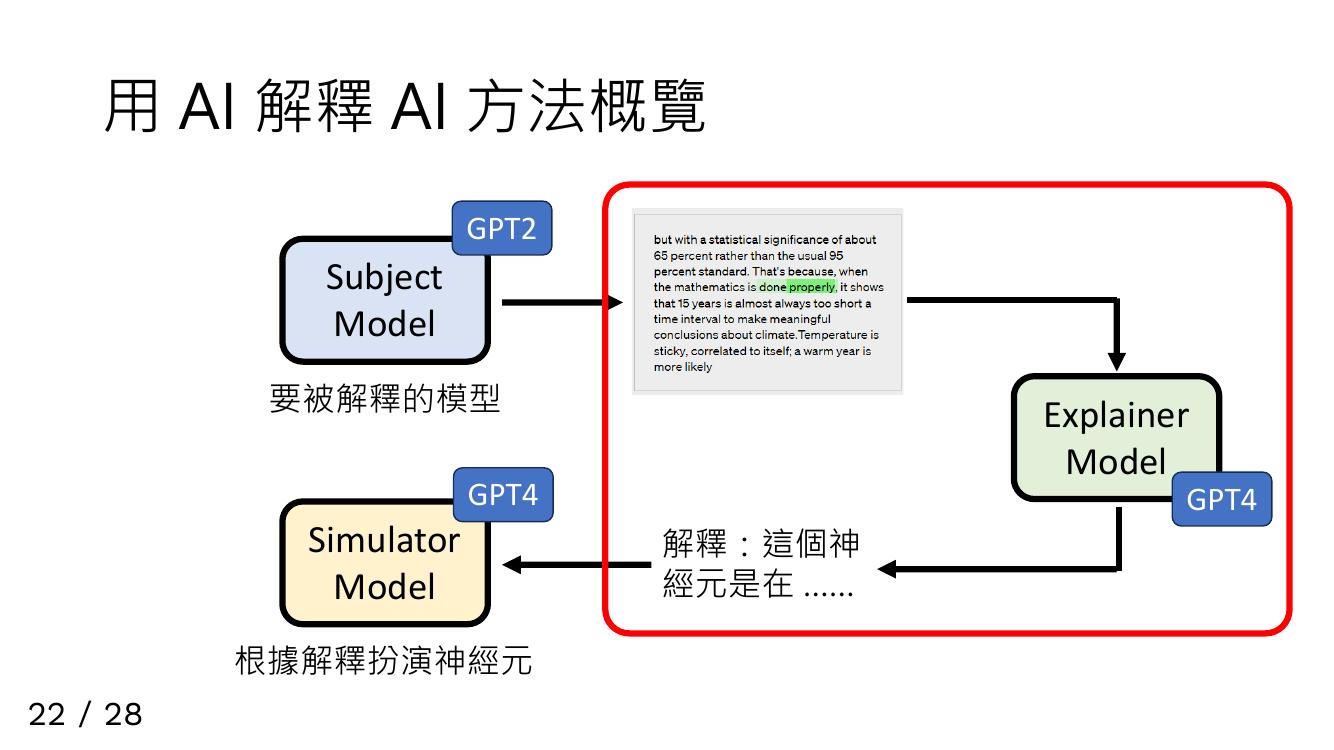 用 AI 解釋 AI 方法概覽
GPT2
Subject
Model
要被解釋的模型
but with a statistical significance of about
65 percent rather than the usual 95
percent standard. That's because, when
the mathematics is done properly, it shows
that 15 years is almost always too short a
time interval to make meaningful
conclusions about climate.Temperature is
sticky, correlated to itself; a warm year is
more likely
Explainer
Model
GPT4
解釋：這個神
經元是在 ......
GPT4
Simulator
Model
根據解釋扮演神經元
22 / 28